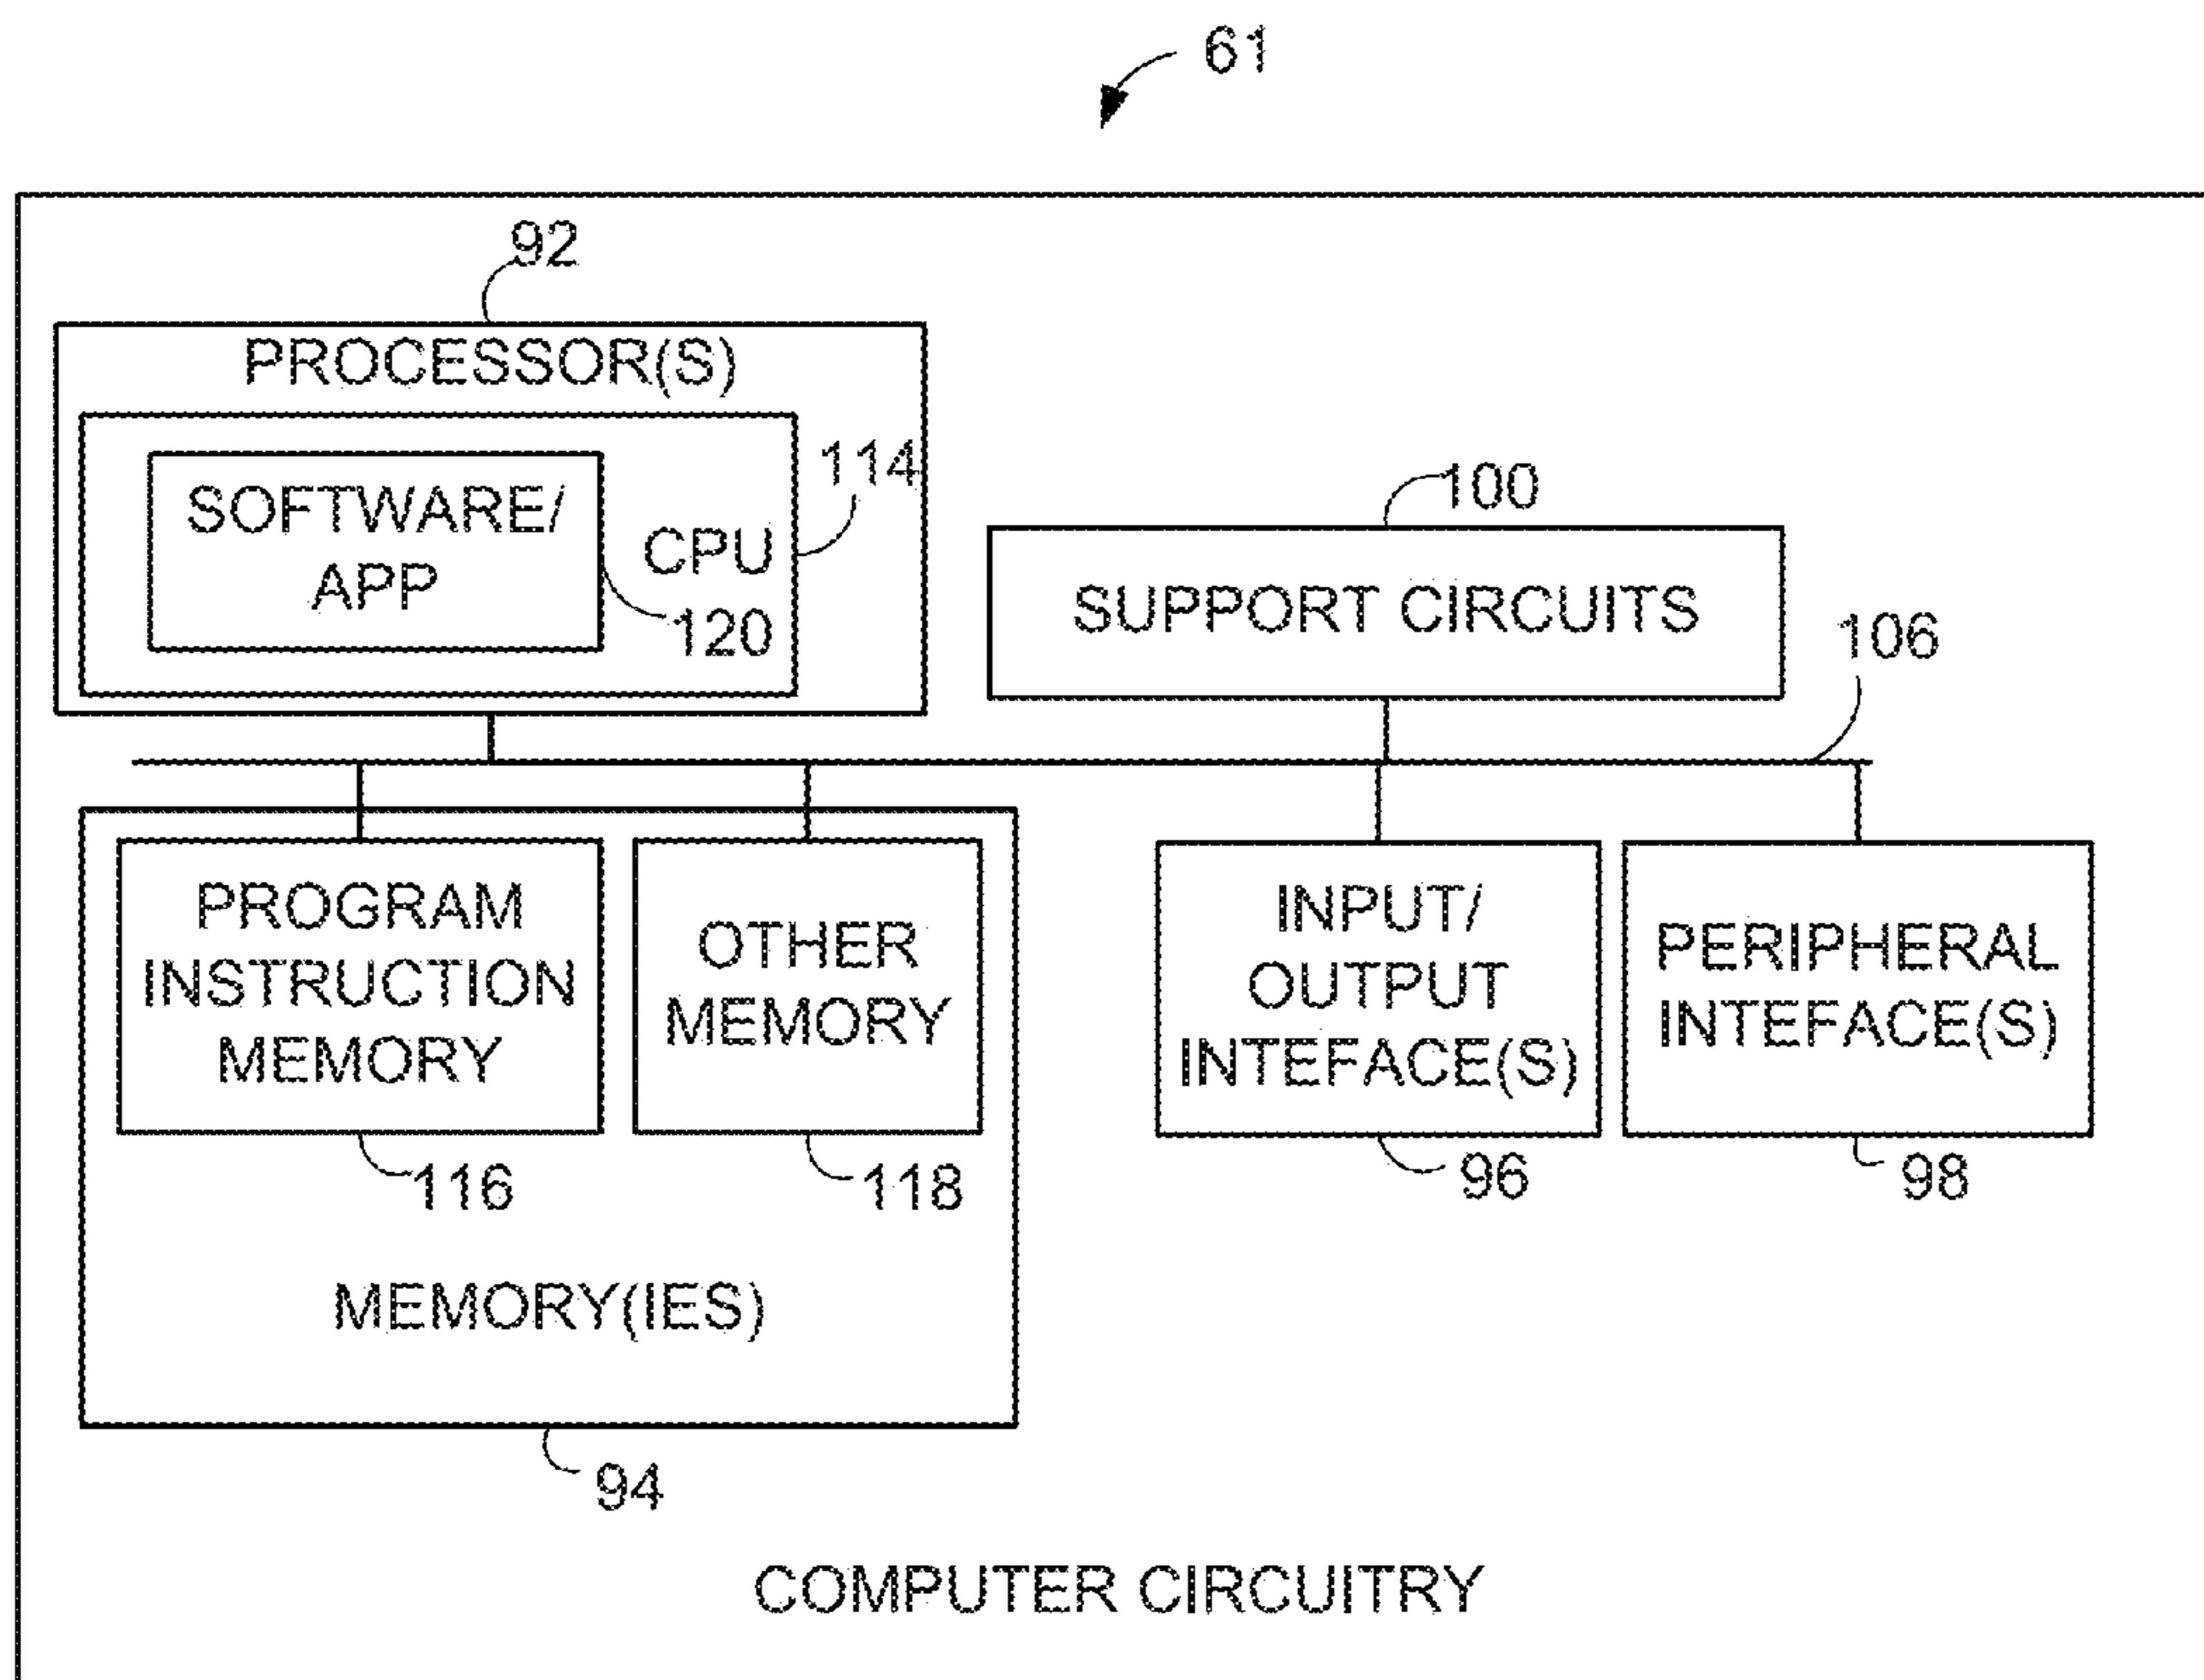 61
92
PROCESSOR(S)
SOFTWARE/
APP
CPU
114
120
100
SUPPORT CIRCUITS
106
PROGRAM
INSTRUCTION
MEMORY
116
OTHER
MEMORY
118
INPUT/
OUTPUT
INTEFACE(S)
96
PERIPHERAL
INTEFACE(S)
98
MEMORY(IES)
94
COMPUTER CIRCUITRY